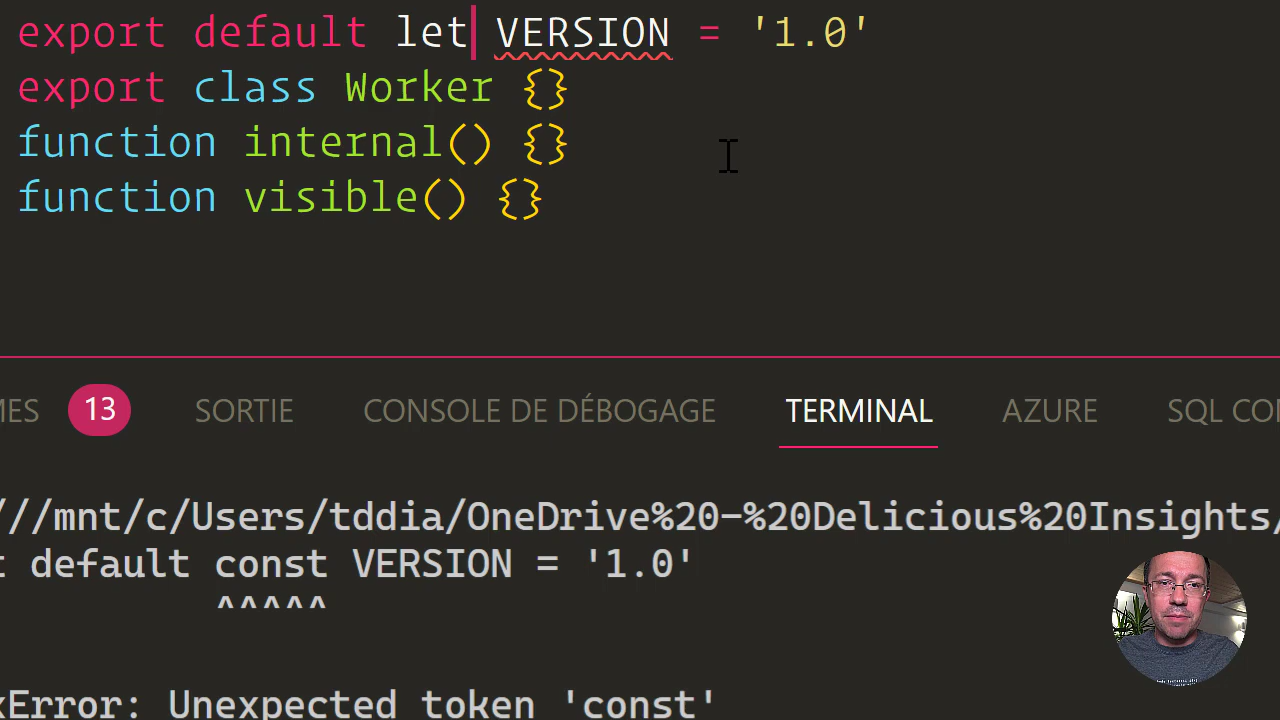 export default let VERSION = '1.0'
export class Worker {}
function internal() {}
function visible() {}
MES 13 SORTIE CONSOLE DE DÉBOGAGE TERMINAL AZURE SQL CON
///mnt/c/Users/tddia/OneDrive%20-%20Delicious%20Insights/
t default const VERSION = '1.0'
^^^^^
xError: Unexpected token 'const'